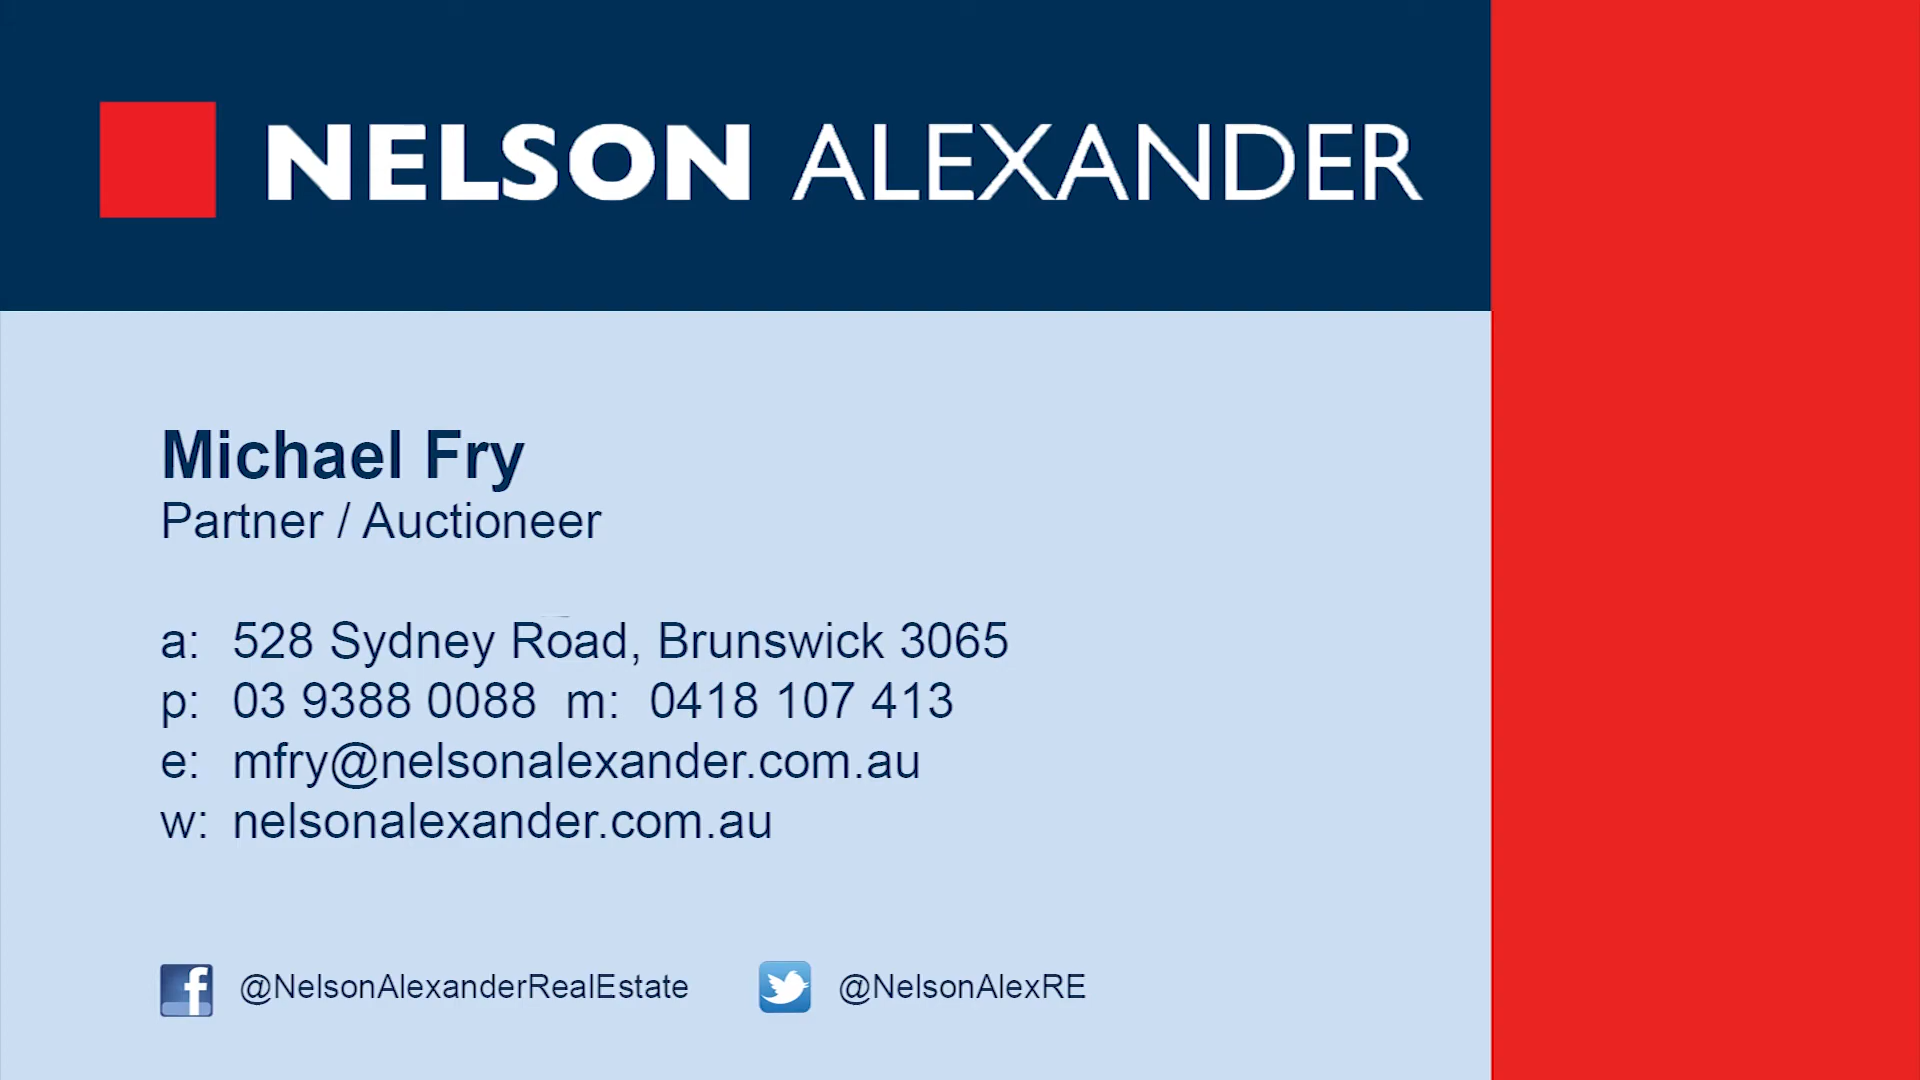 NELSON ALEXANDER
Michael Fry
Partner / Auctioneer
a: 528 Sydney Road, Brunswick 3065
p: 03 9388 0088 m: 0418 107 413
e: mfry@nelsonalexander.com.au
w: nelsonalexander.com.au
@NelsonAlexanderRealEstate @NelsonAlexRE